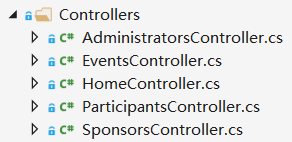 Controllers
C# AdministratorsController.cs
C# EventsController.cs
C# HomeController.cs
C# ParticipantsController.cs
C# SponsorsController.cs